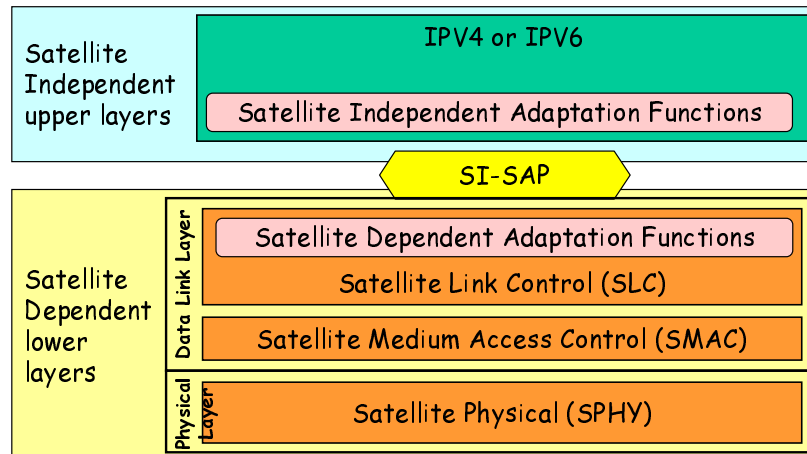 Satellite
Independent
upper layers
IPV4 or IPV6
Satellite Independent Adaptation Functions
SI-SAP
Satellite
Dependent
lower
layers
Data Link Layer
Satellite Dependent Adaptation Functions
Satellite Link Control (SLC)
Satellite Medium Access Control (SMAC)
Physical
Layer
Satellite Physical (SPHY)